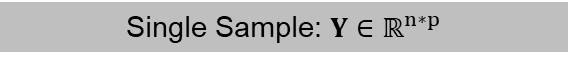 Single Sample: Y ∈ ℝⁿ*ᵖ